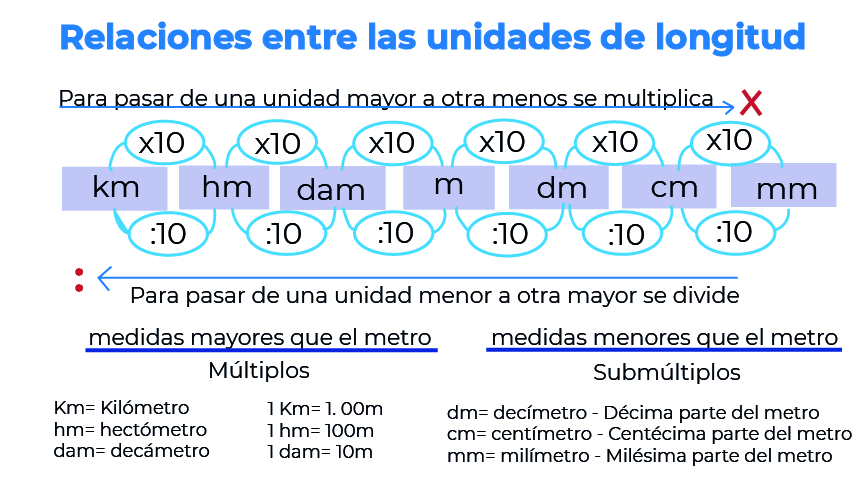 Relaciones entre las unidades de longitud
Para pasar de una unidad mayor a otra menos se multiplica X
x10 x10 x10 x10 x10 x10
km hm dam m dm cm mm
:10 :10 :10 :10 :10 :10
:
Para pasar de una unidad menor a otra mayor se divide
medidas mayores que el metro
Múltiplos
Km= Kilómetro 1 Km= 1. 00m
hm= hectómetro 1 hm= 100m
dam= decámetro 1 dam= 10m
medidas menores que el metro
Submúltiplos
dm= decímetro - Décima parte del metro
cm= centímetro - Centécima parte del metro
mm= milímetro - Milésima parte del metro